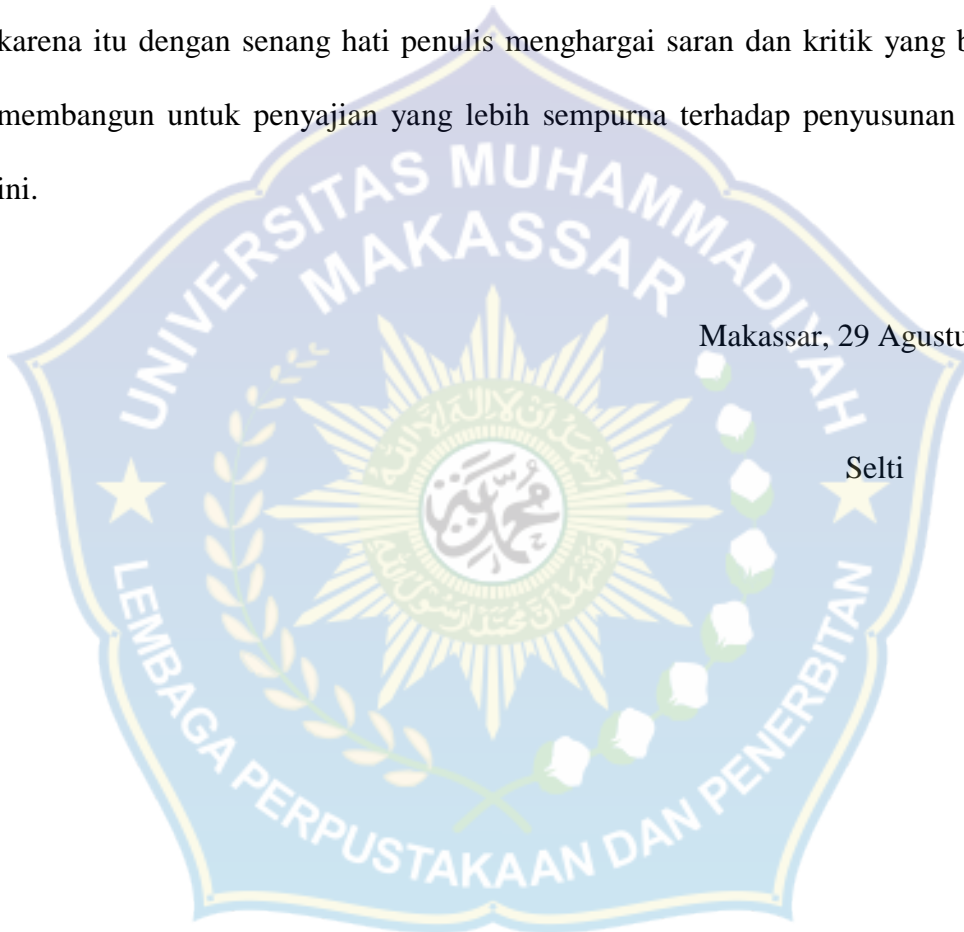 karena itu dengan senang hati penulis menghargai saran dan kritik yang b
membangun untuk penyajian yang lebih sempurna terhadap penyusunan
ini.
UNIVERSITAS MUHAMMADIYAH
MAKASSAR
Makassar, 29 Agustu
Selti
LEMBAGA PERPUSTAKAAN DAN PENERBITAN